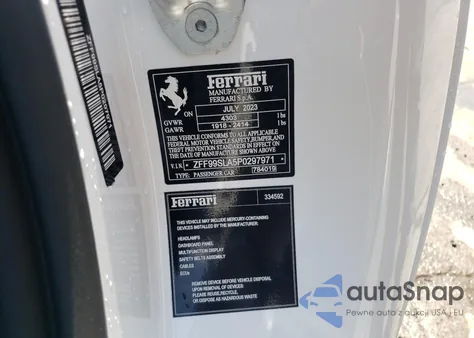 Ferrari
MANUFACTURED BY
FERRARI S.p.A.
ON JULY 2023
GVWR 4303 lbs
GAWR 1918 - 2414 lbs
THIS VEHICLE CONFORMS TO ALL APPLICABLE
FEDERAL MOTOR VEHICLE SAFETY, BUMPER, AND
THEFT PREVENTION STANDARDS IN EFFECT ON THE
DATE OF MANUFACTURE SHOWN ABOVE.
V.I.N. * ZFF99SLA5P0297971 *
TYPE: PASSENGER CAR 784019
Ferrari 334592
THIS VEHICLE MAY INCLUDE MERCURY-CONTAINING
DEVICES INSTALLED BY THE MANUFACTURER:
HEADLAMPS
DASHBOARD PANEL
MULTIFUNCTION DISPLAY
SAFETY BELTS ASSEMBLY
CABLES
ECUs
REMOVE DEVICES BEFORE VEHICLE DISPOSAL
UPON REMOVAL OF DEVICES
PLEASE REUSE, RECYCLE
OR DISPOSE AS HAZARDOUS WASTE
autoSnap
Pewne auta z aukcji USA i EU